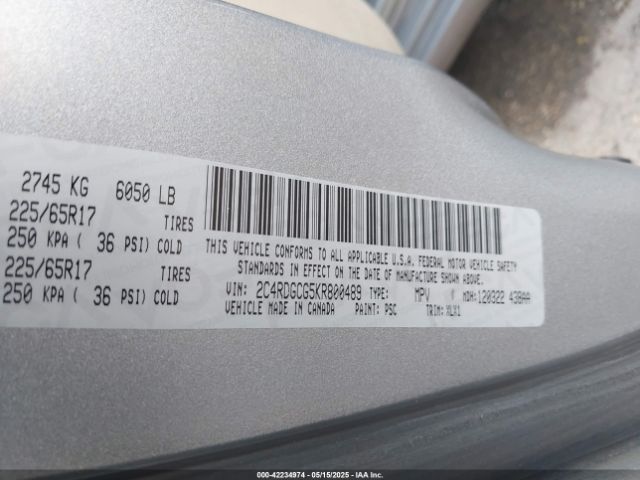 2745 KG 6050 LB
225/65R17 TIRES
250 KPA ( 36 PSI) COLD
225/65R17 TIRES
250 KPA ( 36 PSI) COLD
THIS VEHICLE CONFORMS TO ALL APPLICABLE U.S.A. FEDERAL MOTOR VEHICLE SAFETY
STANDARDS IN EFFECT ON THE DATE OF MANUFACTURE SHOWN ABOVE.
VIN: 2C4RDGCG5KR800489 TYPE: MPV MDH: 120322 438AA
VEHICLE MADE IN CANADA PAINT: PSC TRIM: XLX1
000-42234974 — 05/15/2025 — IAA Inc.